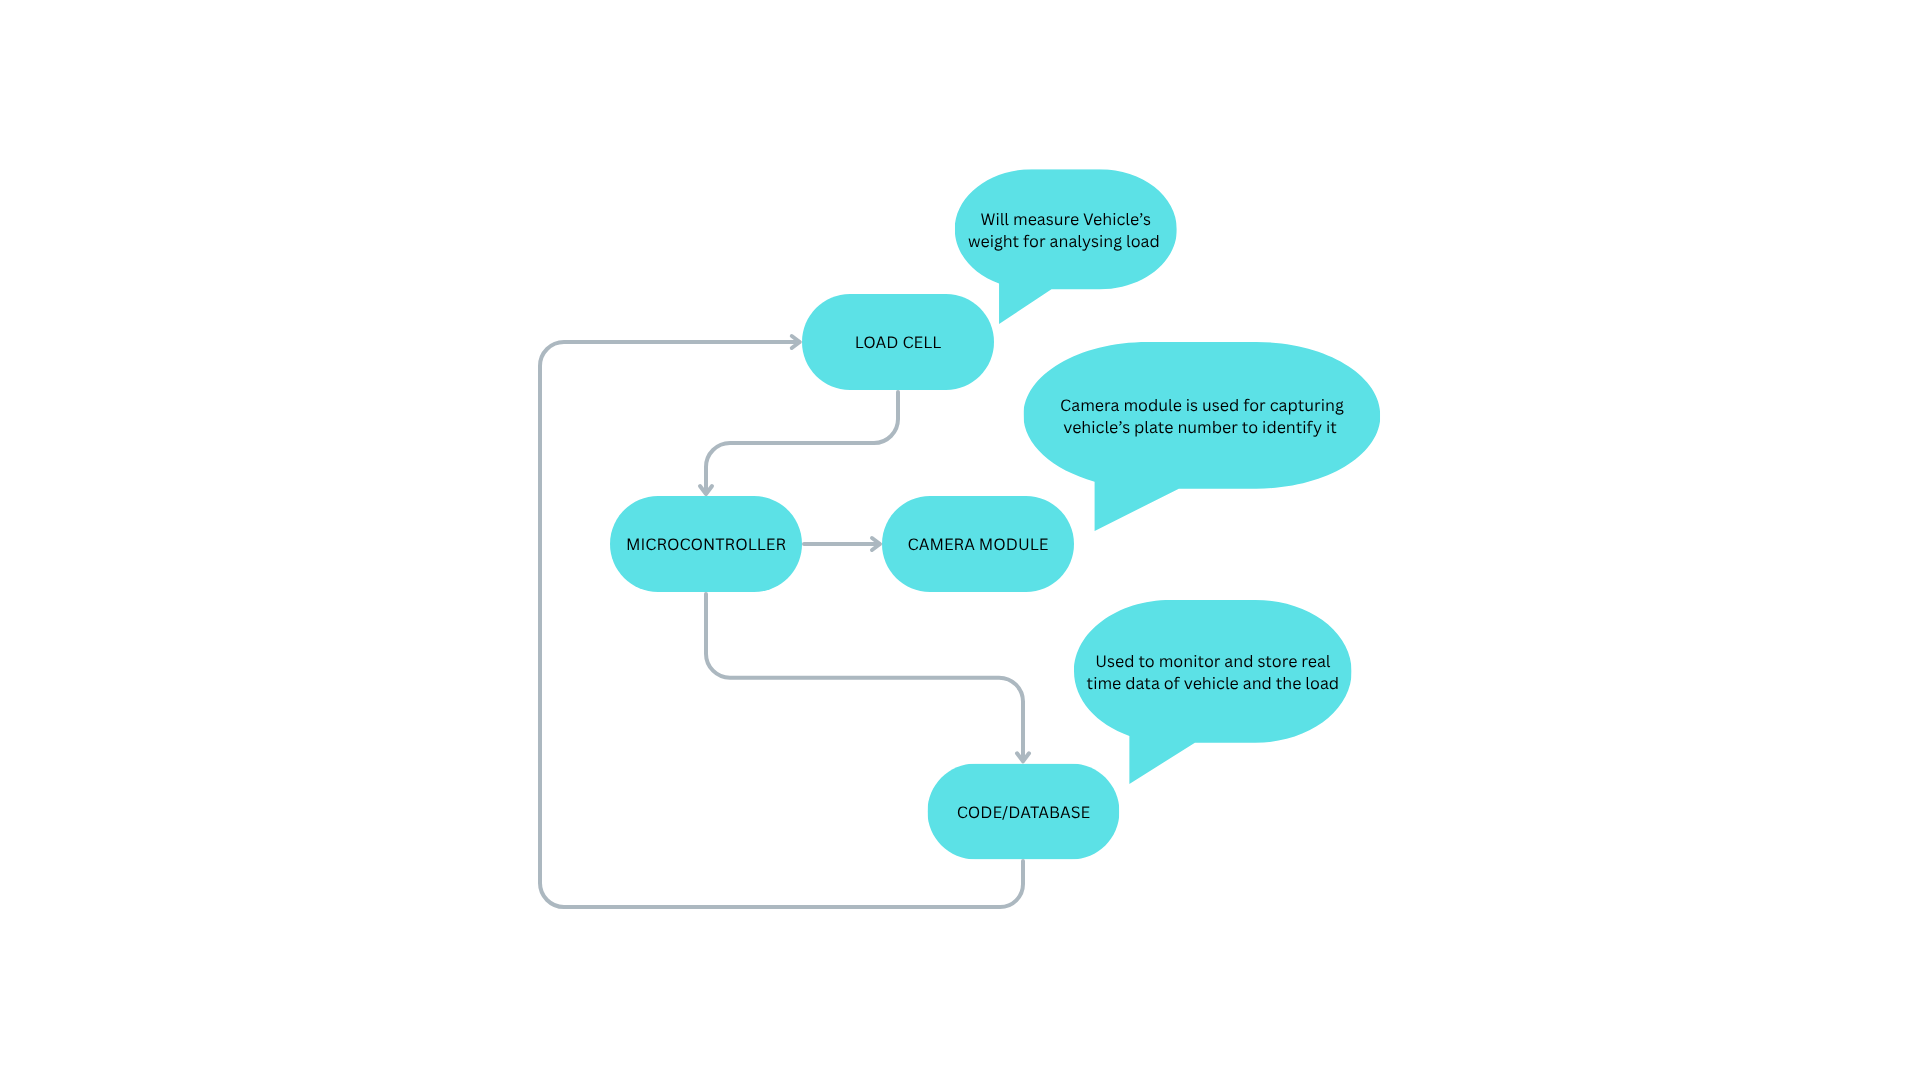 Will measure Vehicle’s
weight for analysing load
LOAD CELL
Camera module is used for capturing
vehicle’s plate number to identify it
MICROCONTROLLER
CAMERA MODULE
Used to monitor and store real
time data of vehicle and the load
CODE/DATABASE